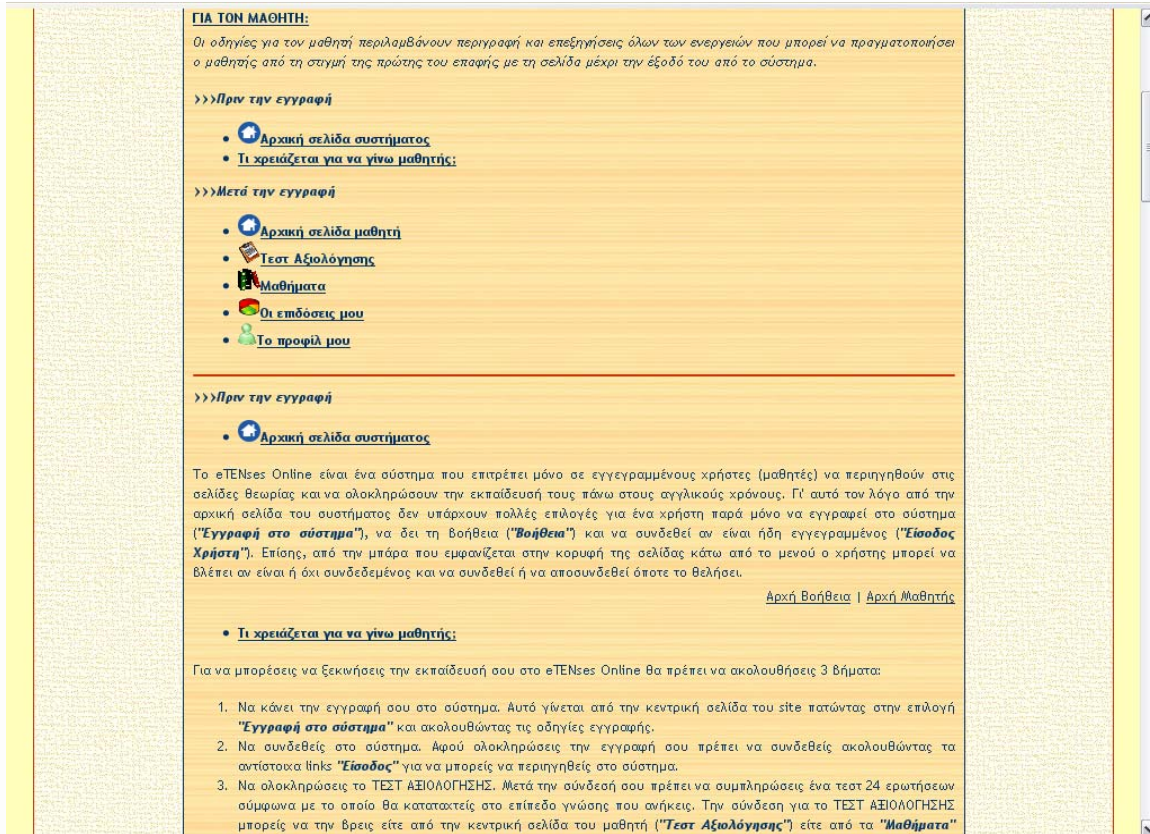 ΓΙΑ ΤΟΝ ΜΑΘΗΤΗ:
Οι οδηγίες για τον μαθητή περιλαμβάνουν περιγραφή και επεξηγήσεις όλων των ενεργειών που μπορεί να πραγματοποιήσει
ο μαθητής από τη στιγμή της πρώτης του επαφής με τη σελίδα μέχρι την έξοδό του από το σύστημα.
>>>Πριν την εγγραφή
• Αρχική σελίδα συστήματος
• Τι χρειάζεται για να γίνω μαθητής;
>>>Μετά την εγγραφή
• Αρχική σελίδα μαθητή
• Τεστ Αξιολόγησης
• Μαθήματα
• Οι επιδόσεις μου
• Το προφίλ μου
>>>Πριν την εγγραφή
• Αρχική σελίδα συστήματος
Το eTENses Online είναι ένα σύστημα που επιτρέπει μόνο σε εγγεγραμμένους χρήστες (μαθητές) να περιηγηθούν στις
σελίδες θεωρίας και να ολοκληρώσουν την εκπαίδευσή τους πάνω στους αγγλικούς χρόνους. Γι' αυτό τον λόγο από την
αρχική σελίδα του συστήματος δεν υπάρχουν πολλές επιλογές για ένα χρήστη παρά μόνο να εγγραφεί στο σύστημα
("Εγγραφή στο σύστημα"), να δει τη βοήθεια ("Βοήθεια") και να συνδεθεί αν είναι ήδη εγγεγραμμένος ("Είσοδος
Χρήστη"). Επίσης, από την μπάρα που εμφανίζεται στην κορυφή της σελίδας κάτω από το μενού ο χρήστης μπορεί να
βλέπει αν είναι ή όχι συνδεδεμένος και να συνδεθεί ή να αποσυνδεθεί όποτε το θελήσει.
Αρχή Βοήθεια | Αρχή Μαθητής
• Τι χρειάζεται για να γίνω μαθητής;
Για να μπορέσεις να ξεκινήσεις την εκπαίδευσή σου στο eTENses Online θα πρέπει να ακολουθήσεις 3 βήματα:
1. Να κάνει την εγγραφή σου στο σύστημα. Αυτό γίνεται από την κεντρική σελίδα του site πατώντας στην επιλογή
"Εγγραφή στο σύστημα" και ακολουθώντας τις οδηγίες εγγραφής.
2. Να συνδεθείς στο σύστημα. Αφού ολοκληρώσεις την εγγραφή σου πρέπει να συνδεθείς ακολουθώντας τα
αντίστοιχα links "Είσοδος" για να μπορείς να περιηγηθείς στο σύστημα.
3. Να ολοκληρώσεις το ΤΕΣΤ ΑΞΙΟΛΟΓΗΣΗΣ. Μετά την σύνδεσή σου πρέπει να συμπληρώσεις ένα τεστ 24 ερωτήσεων
σύμφωνα με το οποίο θα καταταχτείς στο επίπεδο γνώσης που ανήκεις. Την σύνδεση για το ΤΕΣΤ ΑΞΙΟΛΟΓΗΣΗΣ
μπορείς να την βρεις είτε από την κεντρική σελίδα του μαθητή ("Τεστ Αξιολόγησης") είτε από τα "Μαθήματα"